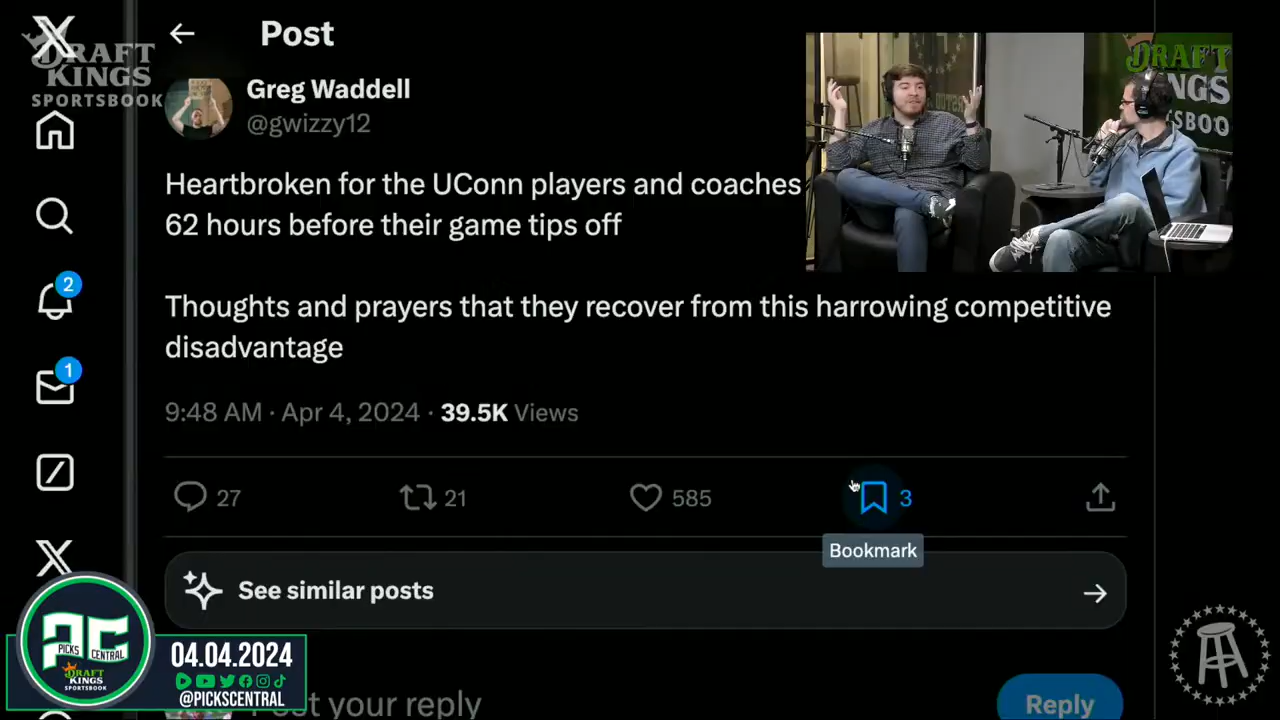 DRAFT
KINGS
SPORTSBOOK
Post
Greg Waddell
@gwizzy12
Heartbroken for the UConn players and coaches
62 hours before their game tips off
Thoughts and prayers that they recover from this harrowing competitive
disadvantage
9:48 AM · Apr 4, 2024 · 39.5K Views
27
21
585
3
Bookmark
See similar posts
2
1
PC
PICKS
CENTRAL
DRAFT
KINGS
SPORTSBOOK
04.04.2024
@PICKSCENTRAL
your reply
Reply